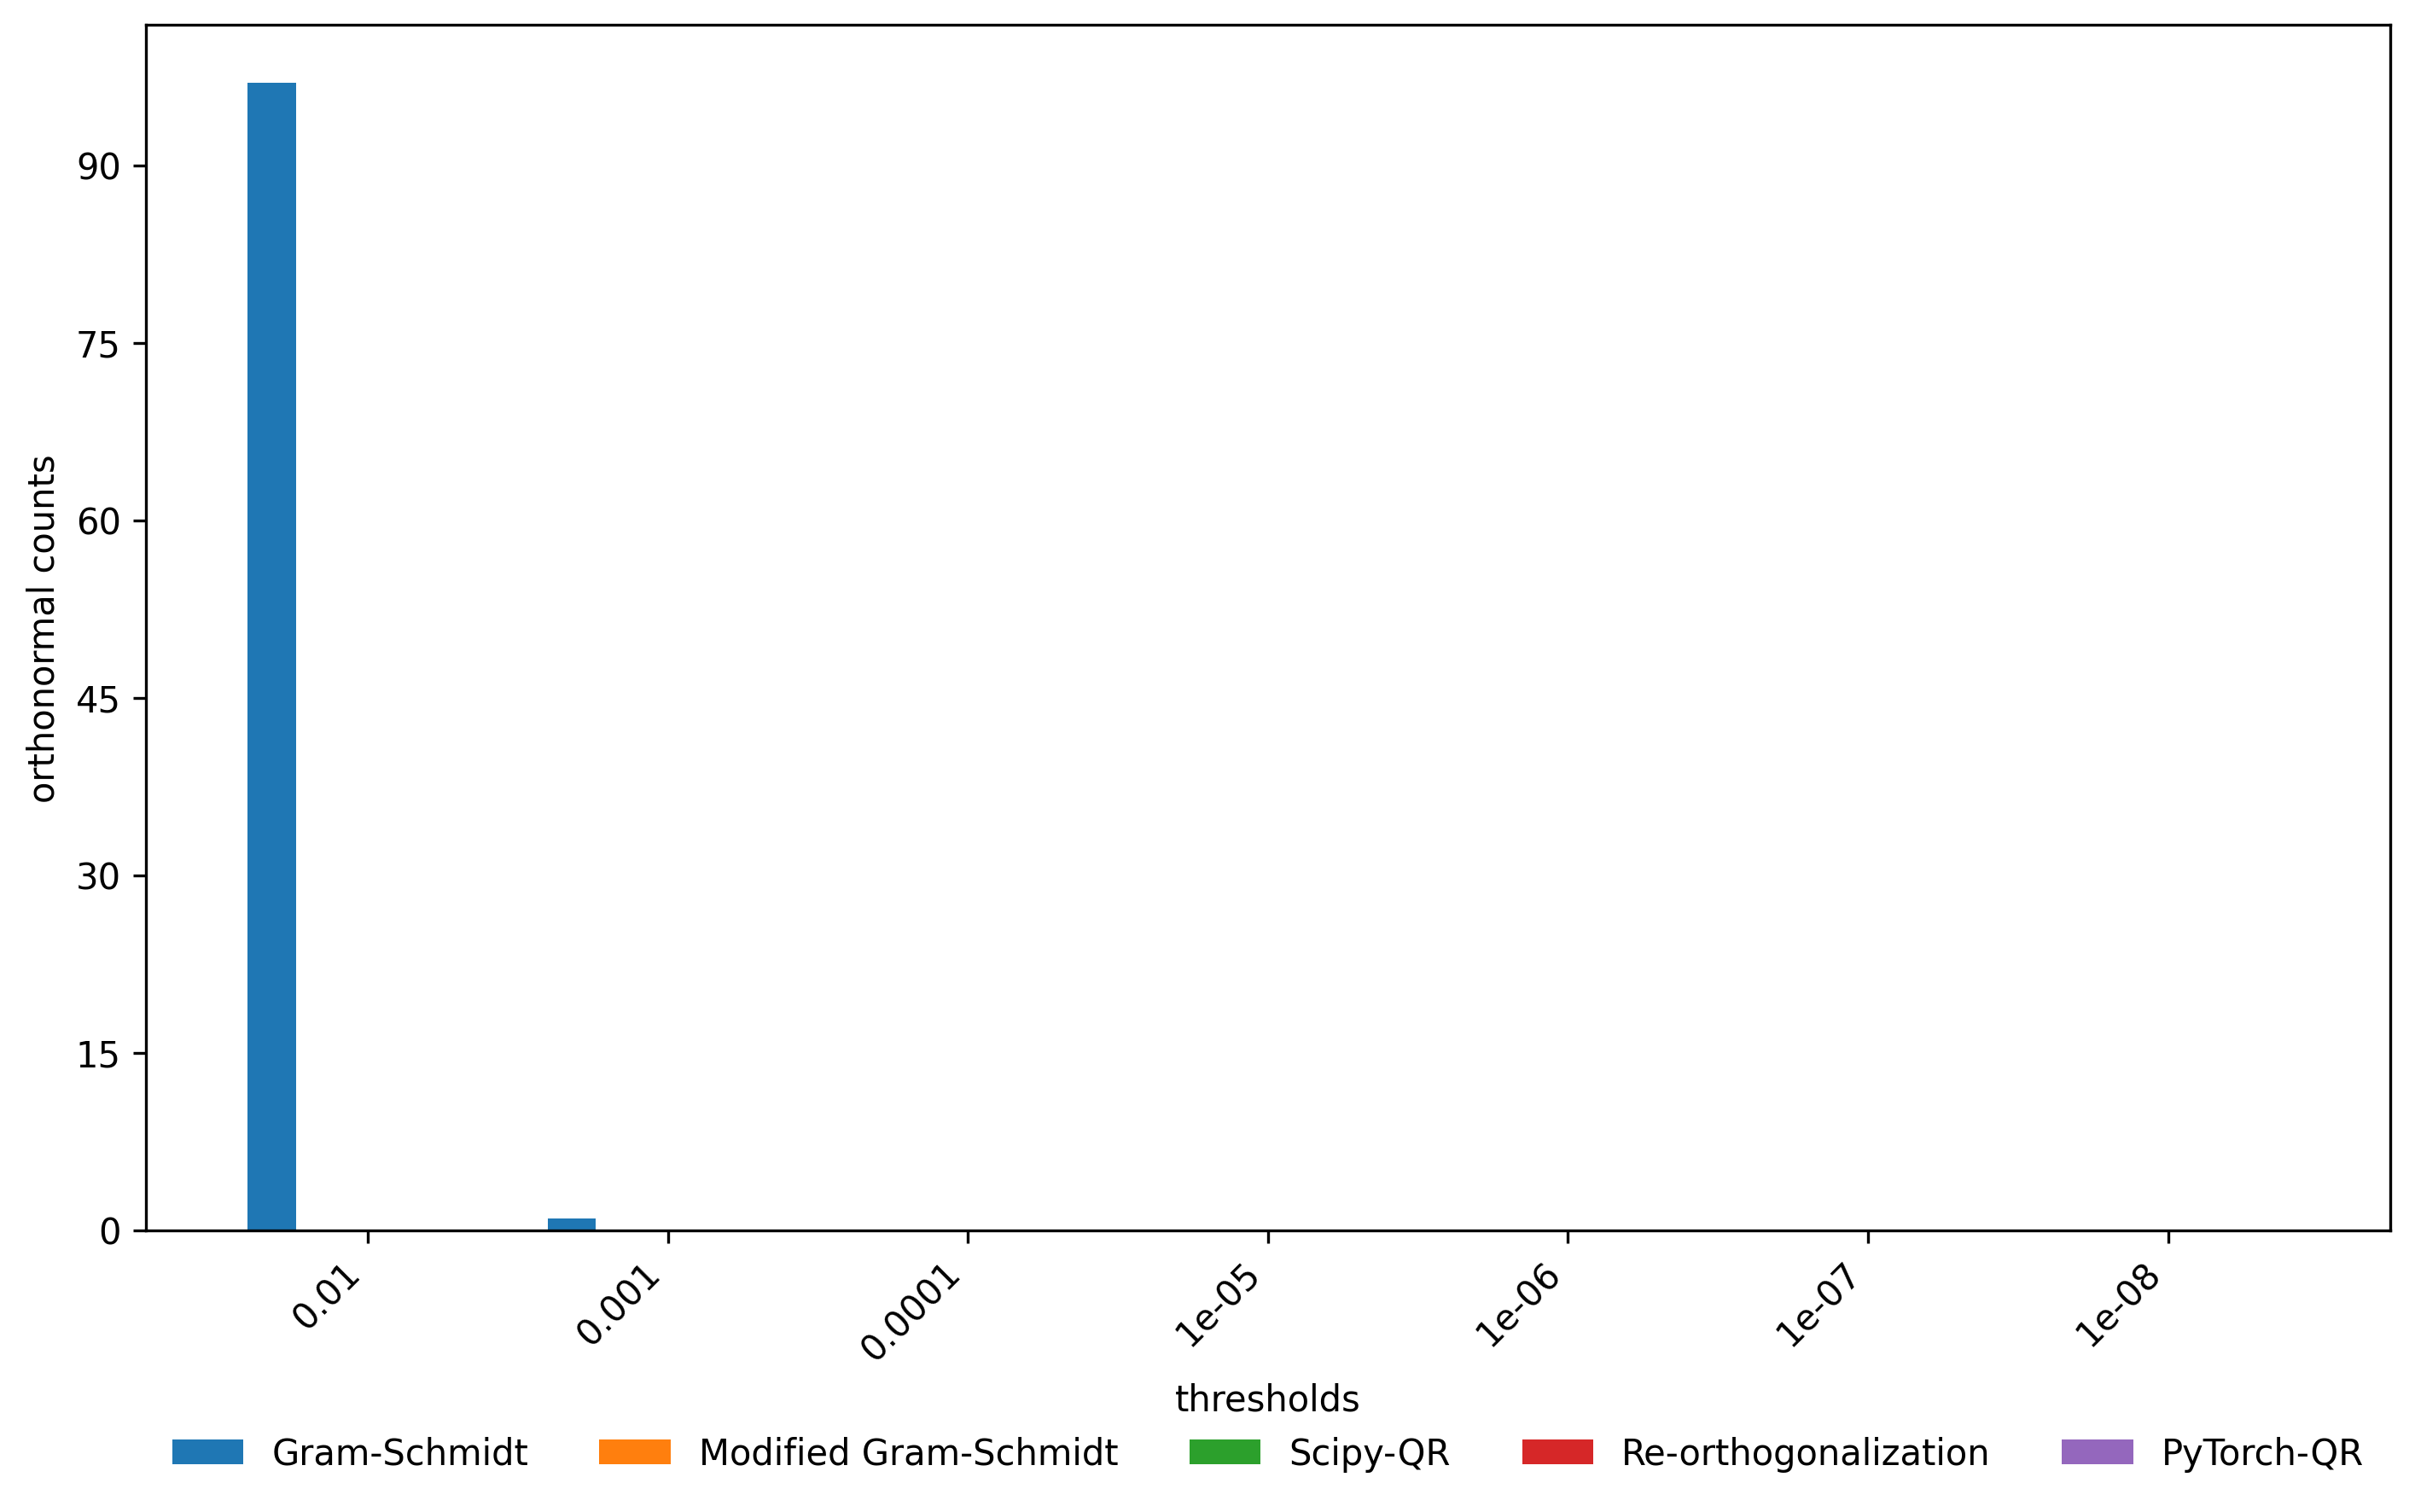 orthonormal counts
90
75
60
45
30
15
0
0.01
0.001
0.0001
1e-05
1e-06
1e-07
1e-08
thresholds
Gram-Schmidt
Modified Gram-Schmidt
Scipy-QR
Re-orthogonalization
PyTorch-QR